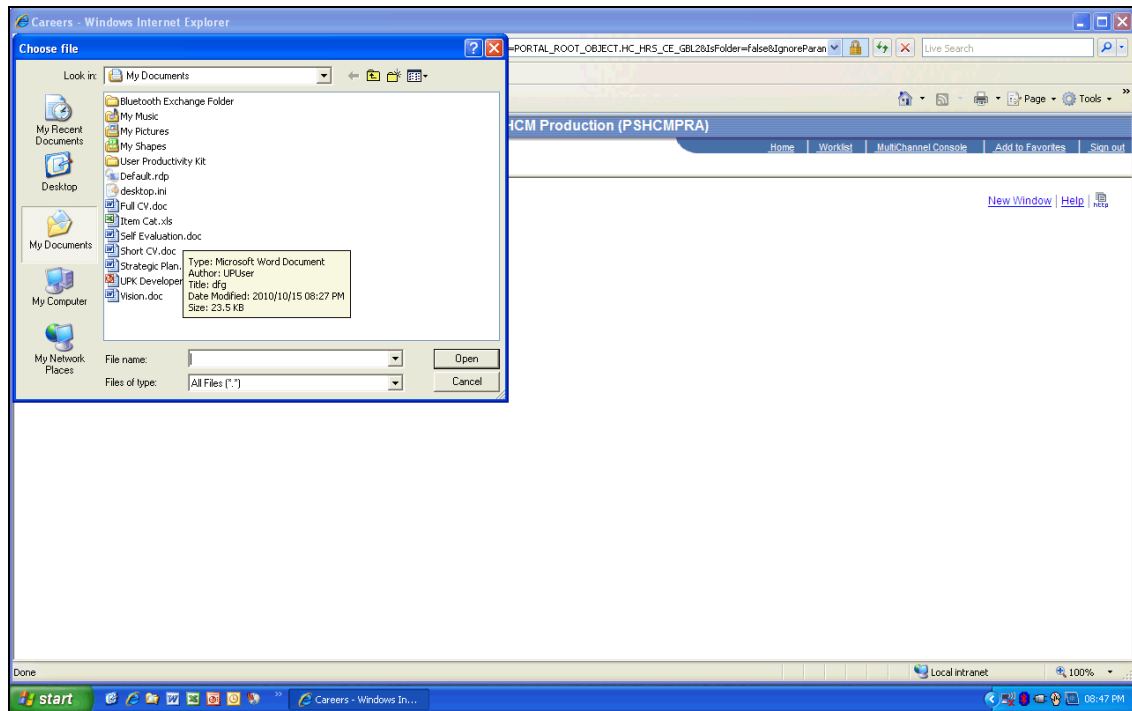 Careers - Windows Internet Explorer
Choose file
=PORTAL_ROOT_OBJECT.HC_HRS_CE_GBL2&IsFolder=false&IgnoreParan
Live Search
Look in:
My Documents
Page
Tools
»
My Recent
Documents
Desktop
My Documents
My Computer
My Network
Places
Bluetooth Exchange Folder
My Music
My Pictures
My Shapes
User Productivity Kit
Default.rdp
desktop.ini
Full CV.doc
Item Cat.xls
Self Evaluation.doc
Short CV.doc
Strategic Plan.
UPK Developer
Vision.doc
Type: Microsoft Word Document
Author: UPUser
Title: dfg
Date Modified: 2010/10/15 08:27 PM
Size: 23.5 KB
File name:
Open
Files of type:
All Files (*.*)
Cancel
HCM Production (PSHCMPRA)
Home | Worklist | MultiChannel Console | Add to Favorites | Sign out
New Window | Help |
http
Done
Local intranet
100%
start
»
Careers - Windows In...
08:47 PM